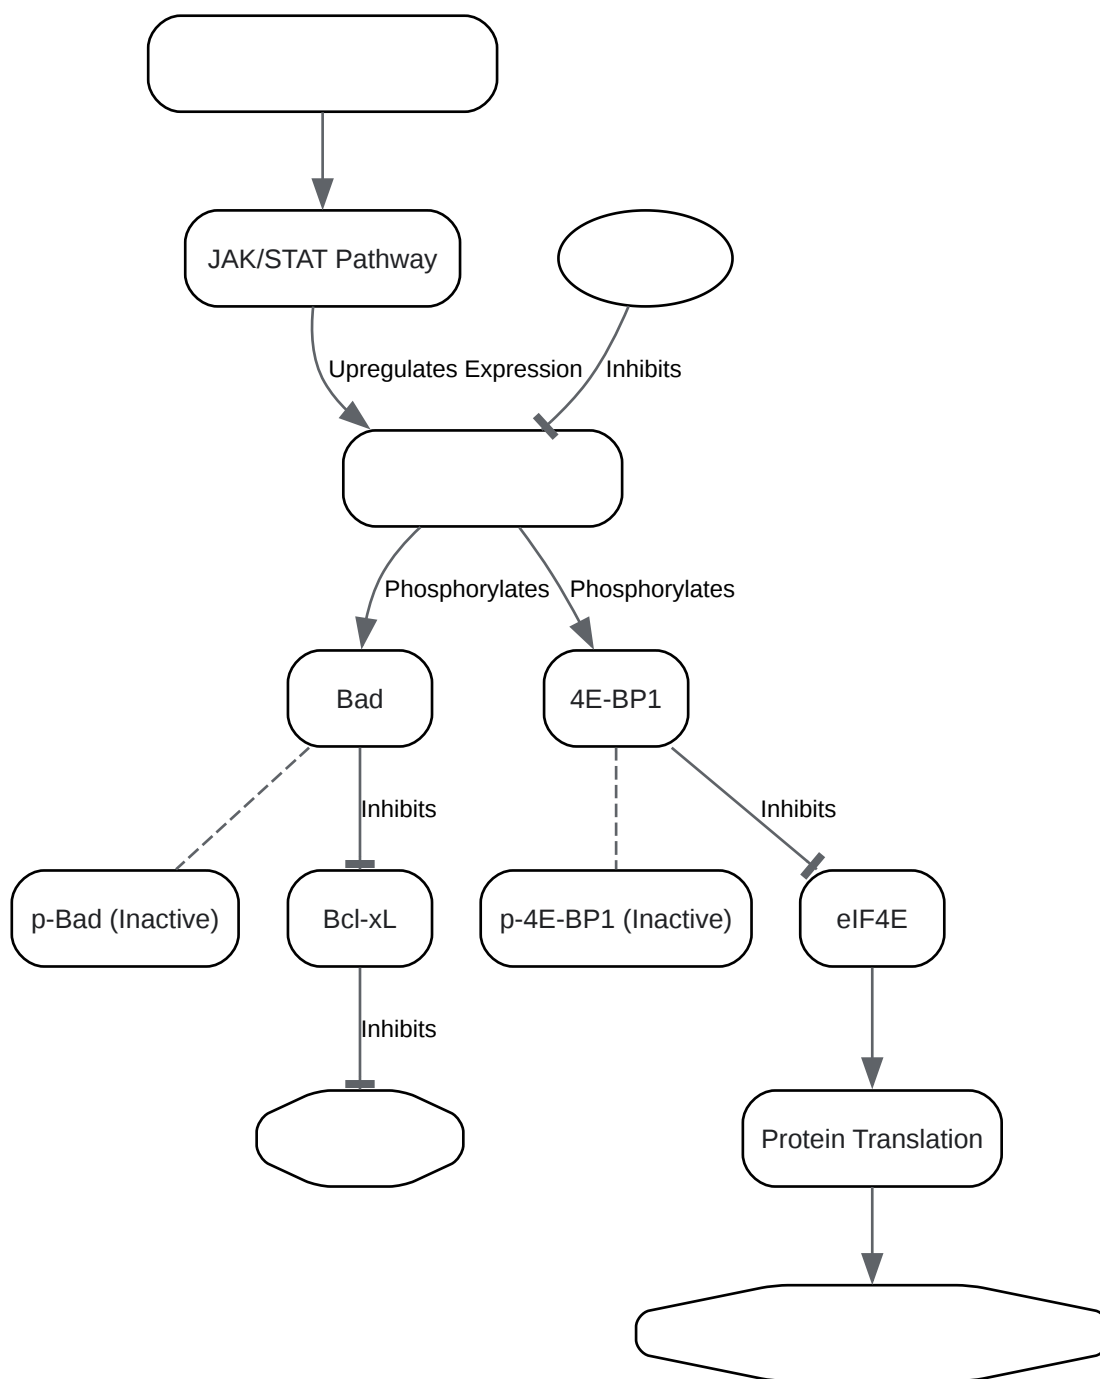 JAK/STAT Pathway
Upregulates Expression
Inhibits
Phosphorylates
Phosphorylates
Bad
4E-BP1
Inhibits
Inhibits
p-Bad (Inactive)
Bcl-xL
p-4E-BP1 (Inactive)
eIF4E
Inhibits
Protein Translation